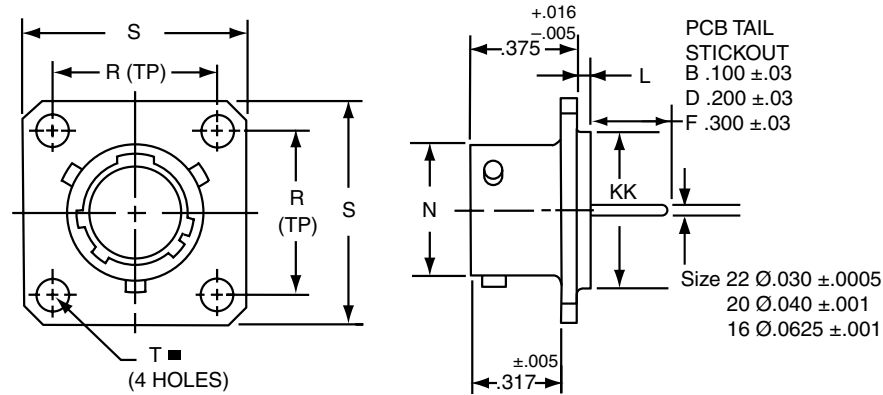 S
R (TP)
R
(TP)
S
T ■
(4 HOLES)
+.016
–.005
.375
L
PCB TAIL
STICKOUT
B .100 ±.03
D .200 ±.03
F .300 ±.03
N
KK
Size 22 Ø.030 ±.0005
20 Ø.040 ±.001
16 Ø.0625 ±.001
±.005
.317